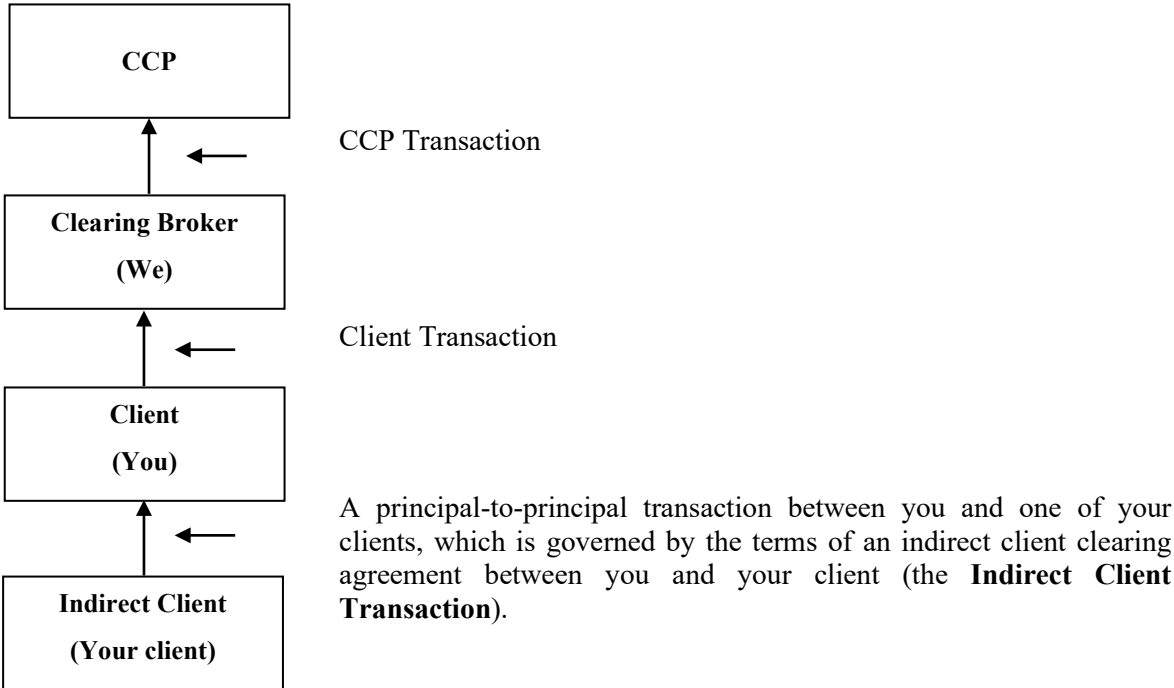 CCP
CCP Transaction
Clearing Broker
(We)
Client Transaction
Client
(You)
A principal-to-principal transaction between you and one of your
clients, which is governed by the terms of an indirect client clearing
agreement between you and your client (the Indirect Client
Transaction).
Indirect Client
(Your client)